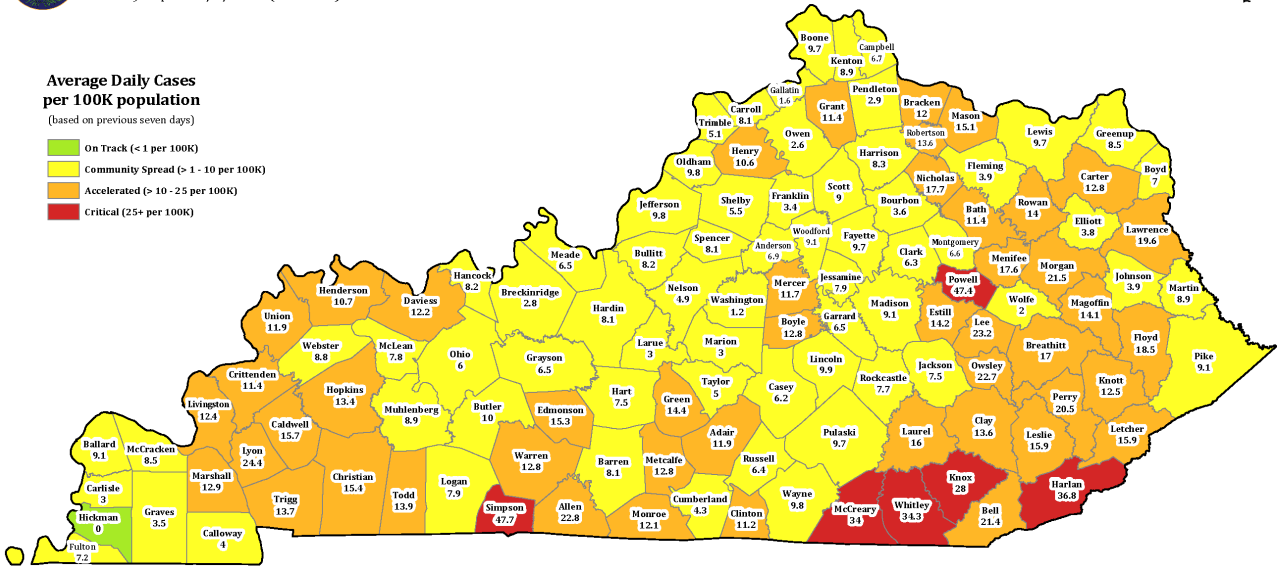 Average Daily Cases
per 100K population
(based on previous seven days)
On Track (< 1 per 100K)
Community Spread (> 1 - 10 per 100K)
Accelerated (> 10 - 25 per 100K)
Critical (25+ per 100K)
Boone
9.7
Kenton
8.9
Campbell
6.7
Gallatin
1.6
Grant
11.4
Pendleton
2.9
Bracken
12
Mason
15.1
Robertson
13.6
Lewis
9.7
Greenup
8.5
Boyd
7
Carroll
8.1
Trimble
5.1
Owen
2.6
Henry
10.6
Oldham
9.8
Harrison
8.3
Nicholas
17.7
Fleming
3.9
Carter
12.8
Rowan
14
Elliott
3.8
Lawrence
19.6
Jefferson
9.8
Shelby
5.5
Franklin
3.4
Scott
9
Bourbon
3.6
Bath
11.4
Spencer
8.1
Anderson
6.9
Woodford
9.1
Fayette
9.7
Clark
6.3
Montgomery
6.6
Menifee
17.6
Morgan
21.5
Johnson
3.9
Martin
8.9
Meade
6.5
Bullitt
8.2
Hancock
8.2
Breckinridge
2.8
Hardin
8.1
Nelson
4.9
Washington
1.2
Mercer
11.7
Jessamine
7.9
Madison
9.1
Powell
47.4
Wolfe
2
Magoffin
14.1
Henderson
10.7
Daviess
12.2
Union
11.9
Boyle
12.8
Garrard
6.5
Estill
14.2
Lee
23.2
Breathitt
17
Floyd
18.5
Pike
9.1
Webster
8.8
McLean
7.8
Ohio
6
Grayson
6.5
Larue
3
Marion
3
Lincoln
9.9
Rockcastle
7.7
Jackson
7.5
Owsley
22.7
Knott
12.5
Perry
20.5
Crittenden
11.4
Livingston
12.4
Hopkins
13.4
Muhlenberg
8.9
Butler
10
Edmonson
15.3
Hart
7.5
Green
14.4
Taylor
5
Casey
6.2
Caldwell
15.7
Lyon
24.4
Adair
11.9
Pulaski
9.7
Laurel
16
Clay
13.6
Leslie
15.9
Letcher
15.9
Ballard
9.1
McCracken
8.5
Marshall
12.9
Trigg
13.7
Christian
15.4
Todd
13.9
Logan
7.9
Warren
12.8
Barren
8.1
Metcalfe
12.8
Russell
6.4
Wayne
9.8
Knox
28
Harlan
36.8
Carlisle
3
Hickman
0
Graves
3.5
Calloway
4
Fulton
7.2
Simpson
47.7
Allen
22.8
Monroe
12.1
Cumberland
4.3
Clinton
11.2
McCreary
34
Whitley
34.3
Bell
21.4